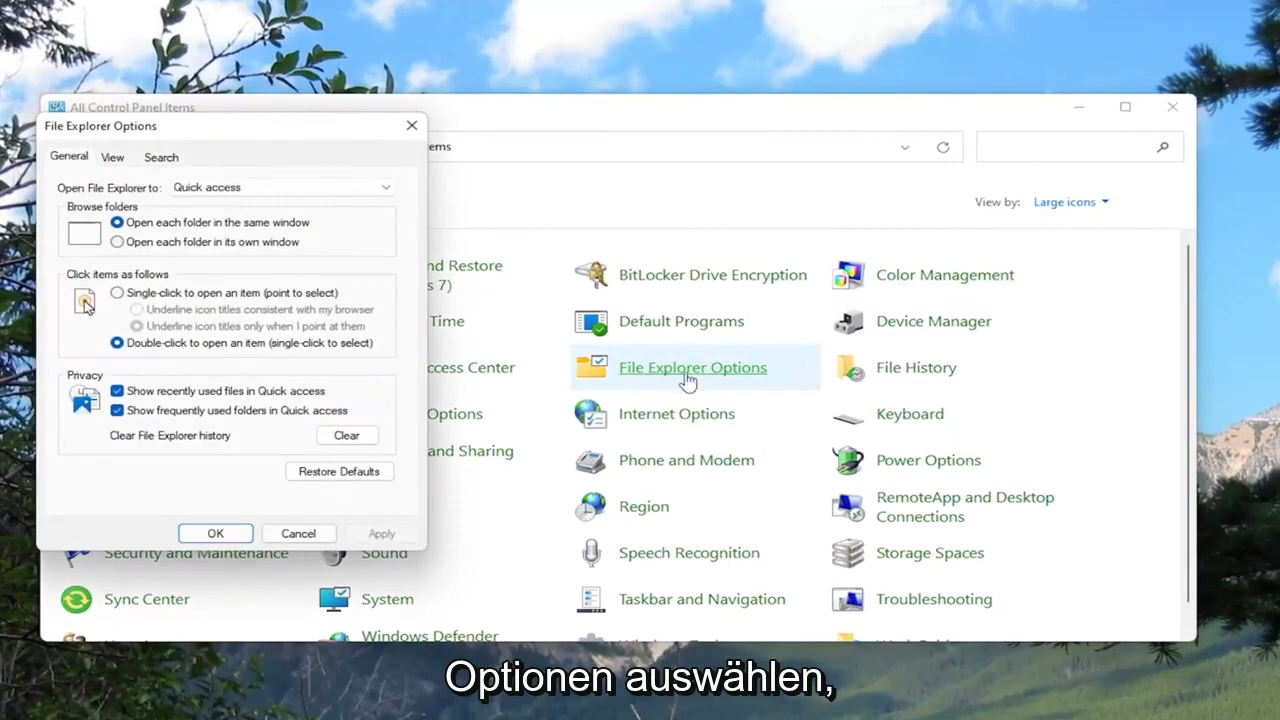 All Control Panel Items
File Explorer Options
General View Search
ems
Open File Explorer to: Quick access
View by: Large icons
Browse folders
Open each folder in the same window
Open each folder in its own window
Click items as follows
Single-click to open an item (point to select)
Underline icon titles consistent with my browser
Underline icon titles only when I point at them
Double-click to open an item (single-click to select)
Privacy
Show recently used files in Quick access
Show frequently used folders in Quick access
Clear File Explorer history Clear
Restore Defaults
OK Cancel Apply
nd Restore
s 7)
BitLocker Drive Encryption
Color Management
Time
Default Programs
Device Manager
ccess Center
File Explorer Options
File History
Options
Internet Options
Keyboard
and Sharing
Phone and Modem
Power Options
Region
RemoteApp and Desktop
Connections
Security and Maintenance
Sound
Speech Recognition
Storage Spaces
Sync Center
System
Taskbar and Navigation
Troubleshooting
Windows Defender
Optionen auswählen,